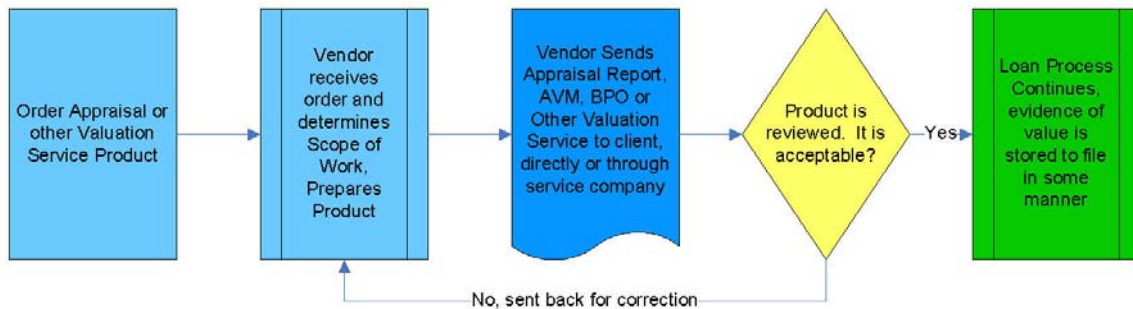 Order Appraisal or
other Valuation
Service Product
Vendor
receives
order and
determines
Scope of
Work,
Prepares
Product
Vendor Sends
Appraisal Report,
AVM, BPO or
Other Valuation
Service to client,
directly or through
service company
Product is
reviewed. It is
acceptable?
Yes
Loan Process
Continues,
evidence of
value is
stored to file
in some
manner
No, sent back for correction